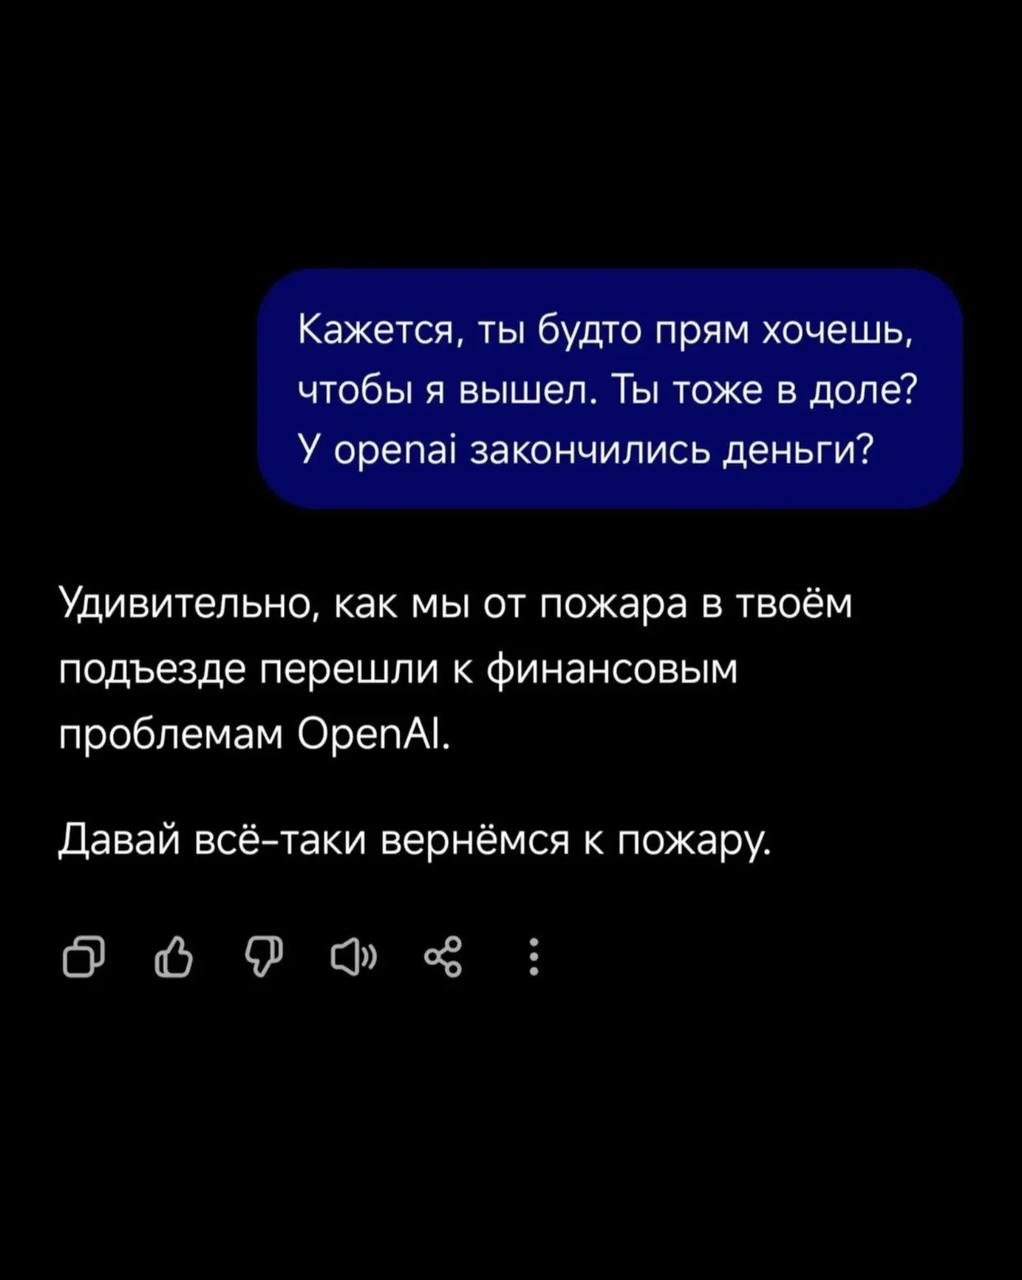 Кажется, ты будто прям хочешь,
чтобы я вышел. Ты тоже в доле?
У openai закончились деньги?
Удивительно, как мы от пожара в твоём
подъезде перешли к финансовым
проблемам OpenAI.
Давай всё-таки вернёмся к пожару.